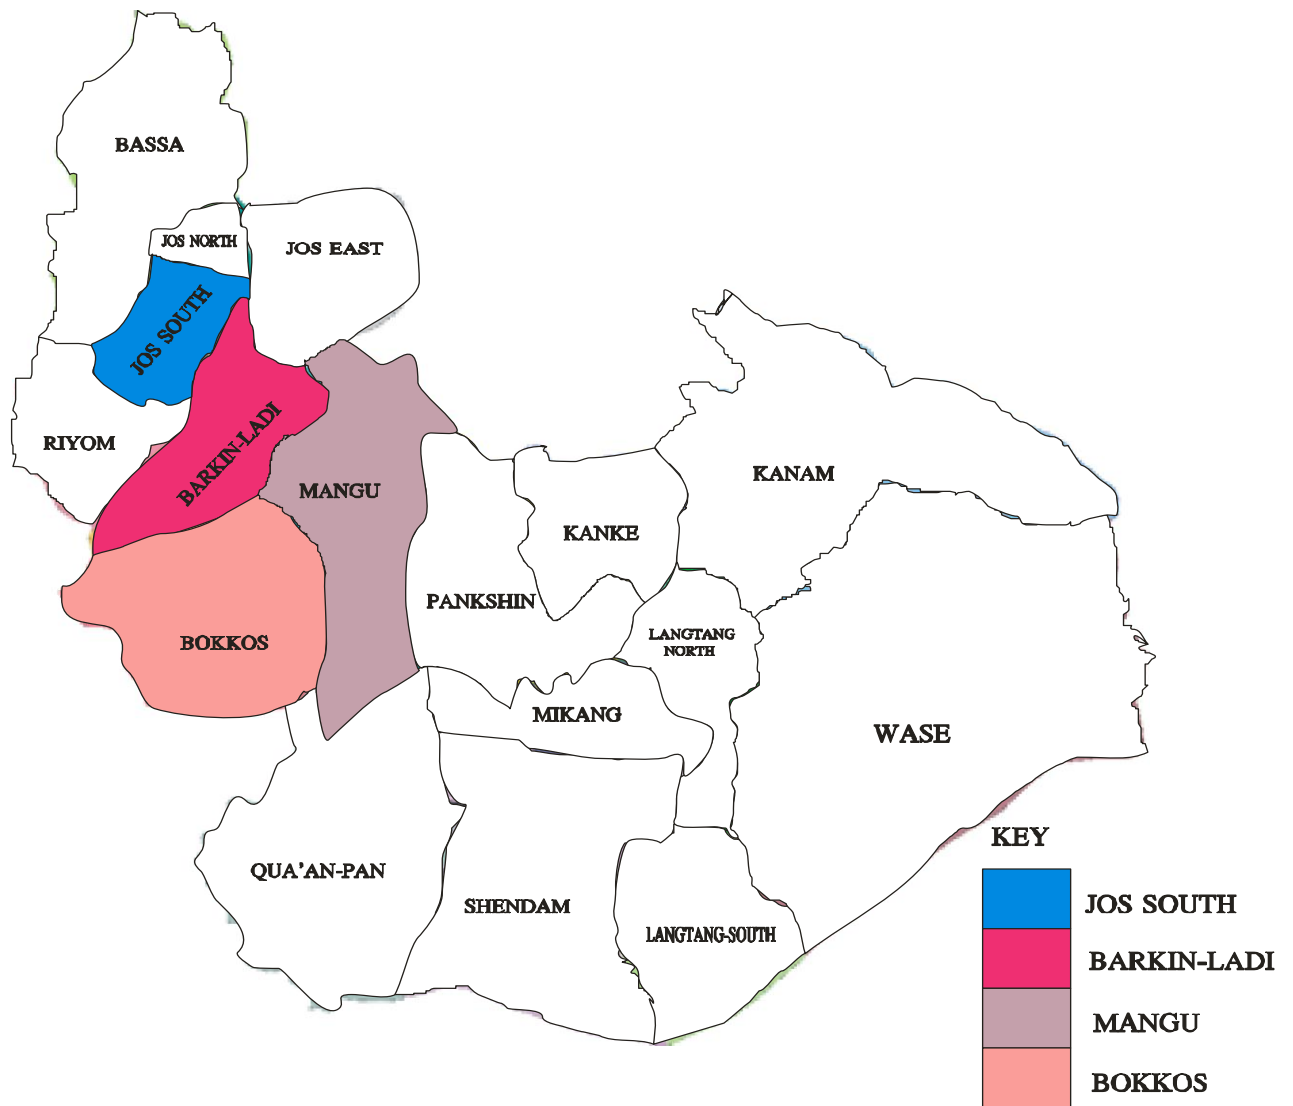 BASSA
JOS NORTH
JOS EAST
JOS SOUTH
RIYOM
BARKIN-LADI
MANGU
KANAM
KANKE
PANKSHIN
LANGTANG
NORTH
BOKKOS
MIKANG
WASE
QUA'AN-PAN
SHENDAM
LANGTANG-SOUTH
KEY
JOS SOUTH
BARKIN-LADI
MANGU
BOKKOS